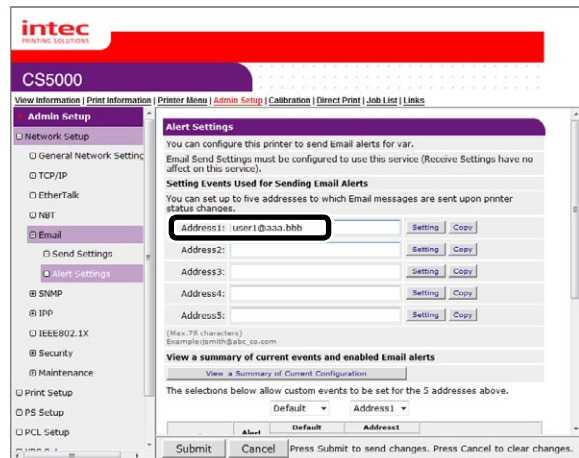 intec
PRINTING SOLUTIONS
CS5000
View Information | Print Information | Printer Menu | Admin Setup | Calibration | Direct Print | Job List | Links
Admin Setup
Network Setup
General Network Setting
TCP/IP
EtherTalk
NBT
Email
Send Settings
Alert Settings
SNMP
IPP
IEEE802.1X
Security
Maintenance
Print Setup
PS Setup
PCL Setup
Alert Settings
You can configure this printer to send Email alerts for var.
Email Send Settings must be configured to use this service (Receive Settings have no
affect on this service).
Setting Events Used for Sending Email Alerts
You can set up to five addresses to which Email messages are sent upon printer
status changes.
Address1: user1@aaa.bbb Setting Copy
Address2: Setting Copy
Address3: Setting Copy
Address4: Setting Copy
Address5: Setting Copy
(Max.78 characters)
Example:jsmith@abc_co.com
View a summary of current events and enabled Email alerts
View a Summary of Current Configuration
The selections below allow custom events to be set for the 5 addresses above.
Default Address1
Alert Default Address1
Submit Cancel Press Submit to send changes. Press Cancel to clear changes.